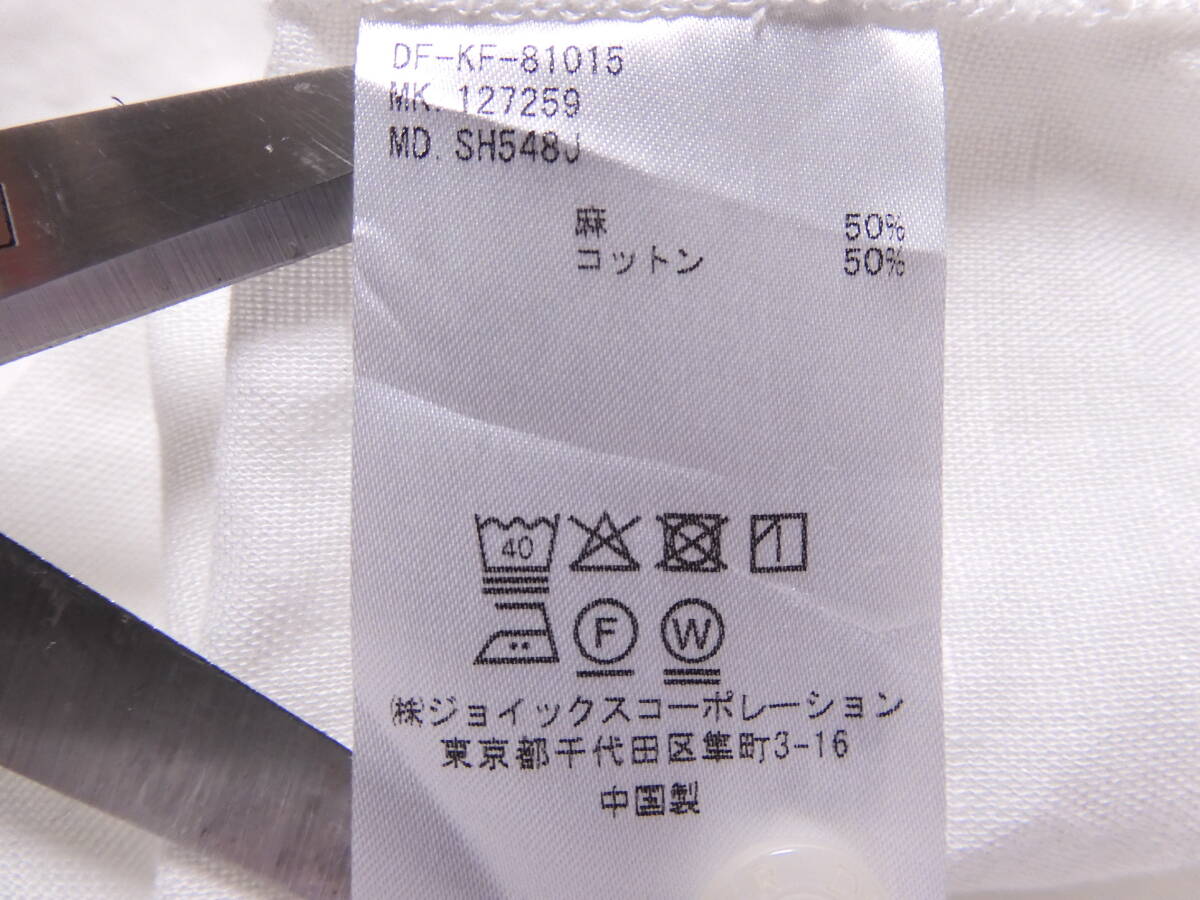 DF-KF-81015
MK. 127259
MD. SH548J
麻 50%
コットン 50%
40
F W
㈱ジョイックスコーポレーション
東京都千代田区隼町3-16
中国製